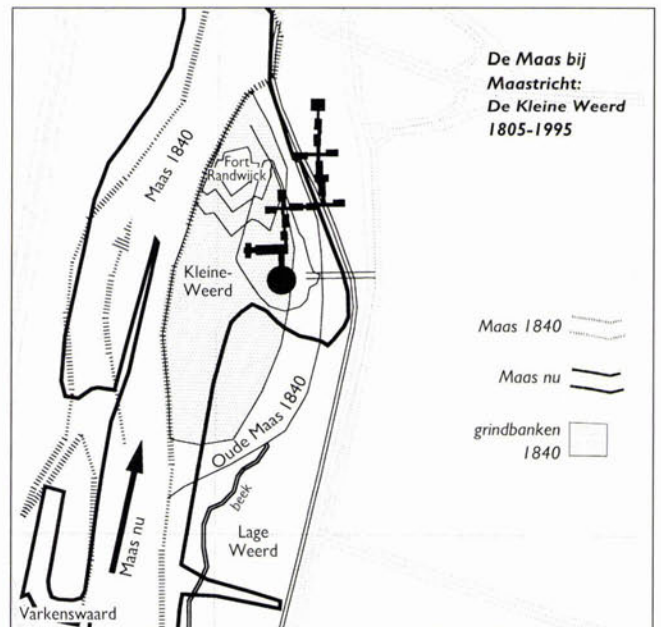 De Maas bij
Maastricht:
De Kleine Weerd
1805-1995
Maas 1840
Fort
Randwijck
Kleine-
Weerd
Maas 1840
Maas nu
grindbanken
1840
Oude Maas 1840
beek
Lage
Weerd
Maas nu
Varkenswaard